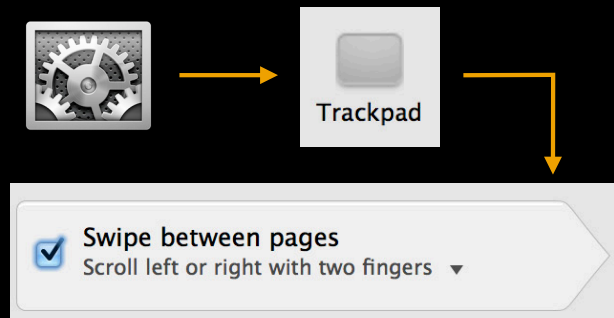 Trackpad
Swipe between pages
Scroll left or right with two fingers